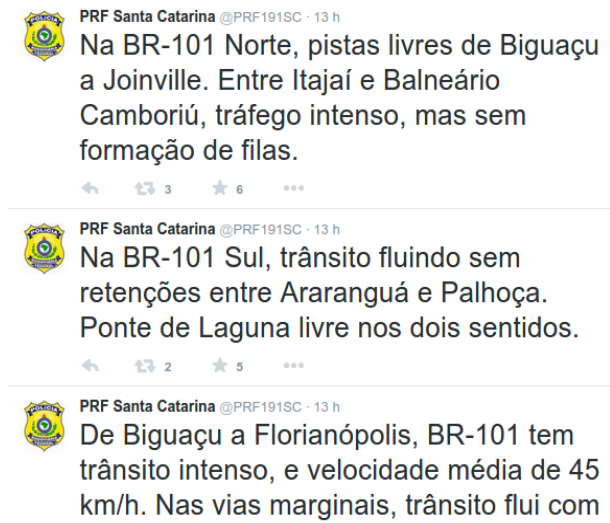 PRF Santa Catarina @PRF191SC · 13 h
Na BR-101 Norte, pistas livres de Biguaçu
a Joinville. Entre Itajaí e Balneário
Camboriú, tráfego intenso, mas sem
formação de filas.
3 6
PRF Santa Catarina @PRF191SC · 13 h
Na BR-101 Sul, trânsito fluindo sem
retenções entre Araranguá e Palhoça.
Ponte de Laguna livre nos dois sentidos.
2 5
PRF Santa Catarina @PRF191SC · 13 h
De Biguaçu a Florianópolis, BR-101 tem
trânsito intenso, e velocidade média de 45
km/h. Nas vias marginais, trânsito flui com